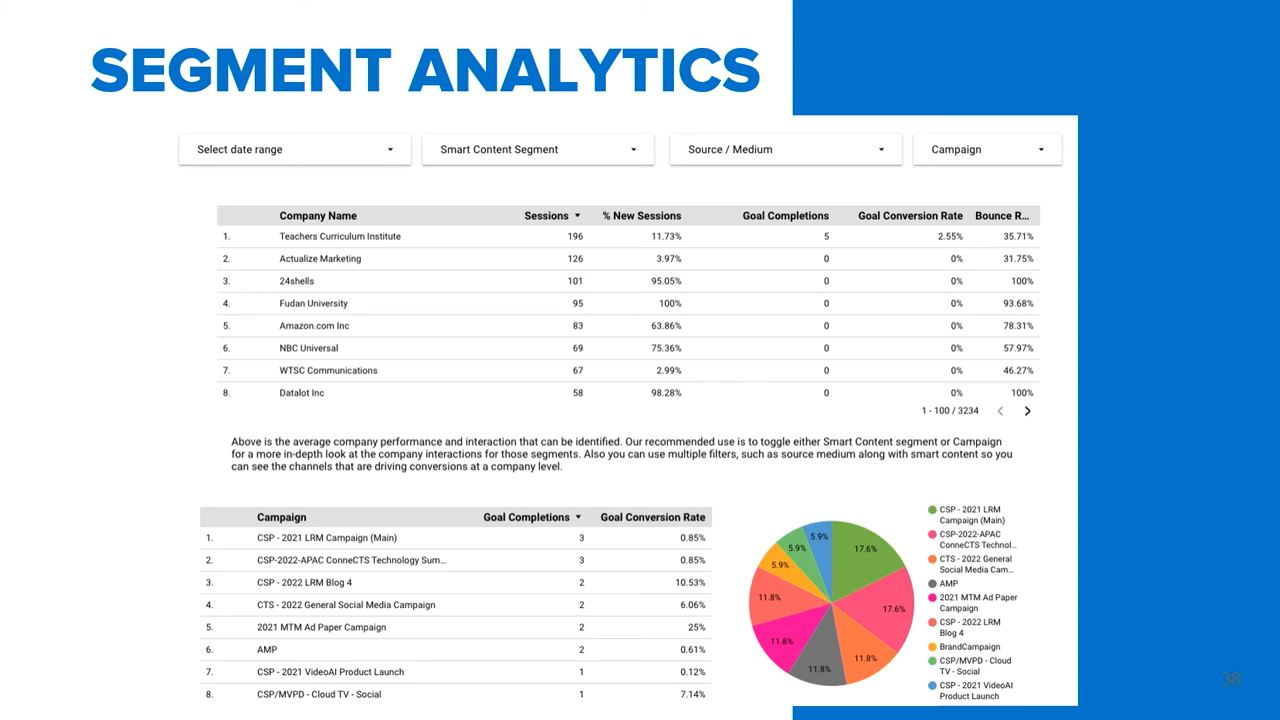 SEGMENT ANALYTICS
Select date range
Smart Content Segment
Source / Medium
Campaign
Company Name Sessions % New Sessions Goal Completions Goal Conversion Rate Bounce R...
1. Teachers Curriculum Institute 196 11.73% 5 2.55% 35.71%
2. Actualize Marketing 126 3.97% 0 0% 31.75%
3. 24shells 101 95.05% 0 0% 100%
4. Fudan University 95 100% 0 0% 93.68%
5. Amazon.com Inc 83 63.86% 0 0% 78.31%
6. NBC Universal 69 75.36% 0 0% 57.97%
7. WTSC Communications 67 2.99% 0 0% 46.27%
8. Datalot Inc 58 98.28% 0 0% 100%
1 - 100 / 3234
Above is the average company performance and interaction that can be identified. Our recommended use is to toggle either Smart Content segment or Campaign
for a more in-depth look at the company interactions for those segments. Also you can use multiple filters, such as source medium along with smart content so you
can see the channels that are driving conversions at a company level.
Campaign Goal Completions Goal Conversion Rate
1. CSP - 2021 LRM Campaign (Main) 3 0.85%
2. CSP-2022-APAC ConneCTS Technology Sum... 3 0.85%
3. CSP - 2022 LRM Blog 4 2 10.53%
4. CTS - 2022 General Social Media Campaign 2 6.06%
5. 2021 MTM Ad Paper Campaign 2 25%
6. AMP 2 0.61%
7. CSP - 2021 VideoAI Product Launch 1 0.12%
8. CSP/MVPD - Cloud TV - Social 1 7.14%
17.6%
17.6%
11.8%
11.8%
11.8%
11.8%
5.9%
5.9%
5.9%
CSP - 2021 LRM
Campaign (Main)
CSP-2022-APAC
ConneCTS Technol...
CTS - 2022 General
Social Media Cam...
AMP
2021 MTM Ad Paper
Campaign
CSP - 2022 LRM
Blog 4
BrandCampaign
CSP/MVPD - Cloud
TV - Social
CSP - 2021 VideoAI
Product Launch
38